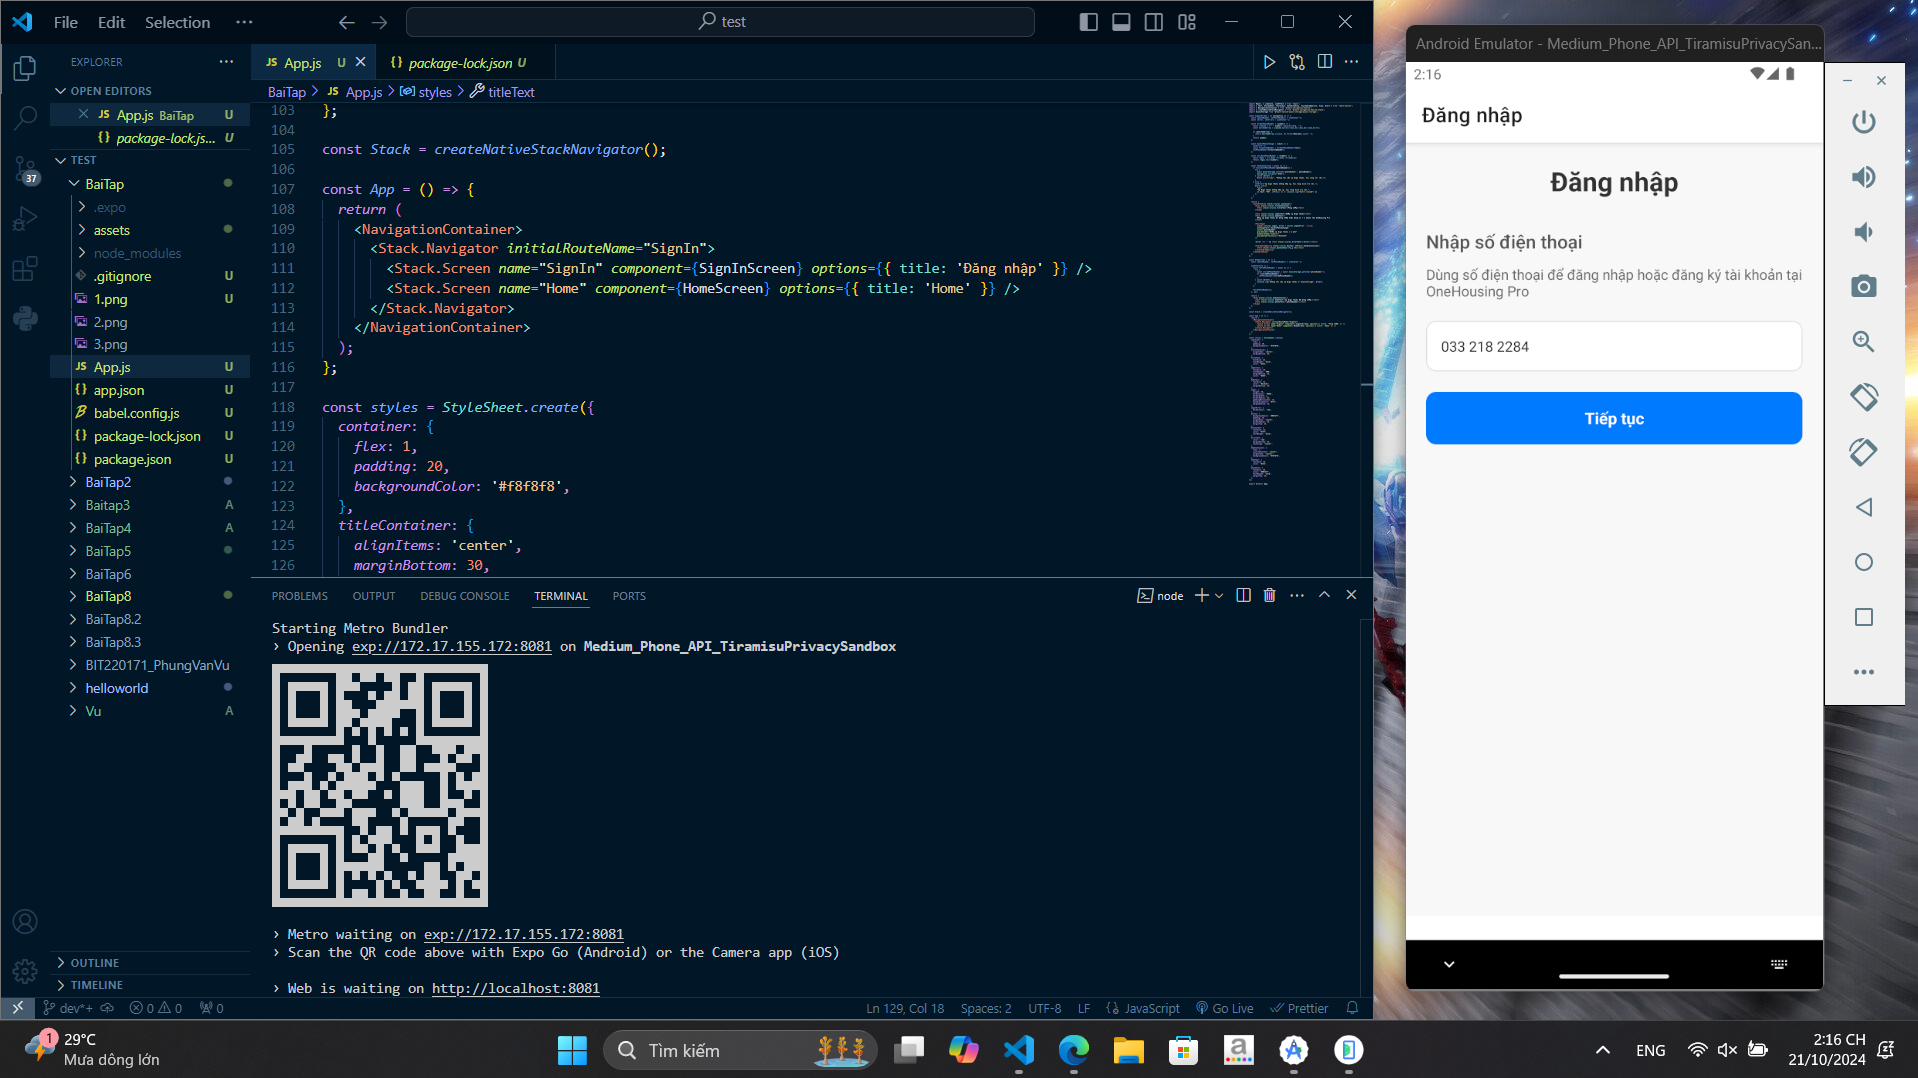 File Edit Selection ···
test
EXPLORER
OPEN EDITORS
App.js BaiTap U
package-lock.js... U
TEST
BaiTap
.expo
assets
node_modules
.gitignore U
1.png U
2.png
3.png
App.js U
app.json U
babel.config.js U
package-lock.json U
package.json U
BaiTap2
Baitap3 A
BaiTap4 A
BaiTap5
BaiTap6
BaiTap8
BaiTap8.2
BaiTap8.3
BIT220171_PhungVanVu
helloworld
Vu A
OUTLINE
TIMELINE
37
App.js U
package-lock.json U
BaiTap > App.js > styles > titleText
103 };
104
105 const Stack = createNativeStackNavigator();
106
107 const App = () => {
108 return (
109 <NavigationContainer>
110 <Stack.Navigator initialRouteName="SignIn">
111 <Stack.Screen name="SignIn" component={SignInScreen} options={{ title: 'Đăng nhập' }} />
112 <Stack.Screen name="Home" component={HomeScreen} options={{ title: 'Home' }} />
113 </Stack.Navigator>
114 </NavigationContainer>
115 );
116 };
117
118 const styles = StyleSheet.create({
119 container: {
120 flex: 1,
121 padding: 20,
122 backgroundColor: '#f8f8f8',
123 },
124 titleContainer: {
125 alignItems: 'center',
126 marginBottom: 30,
PROBLEMS OUTPUT DEBUG CONSOLE TERMINAL PORTS
node
Starting Metro Bundler
› Opening exp://172.17.155.172:8081 on Medium_Phone_API_TiramisuPrivacySandbox
› Metro waiting on exp://172.17.155.172:8081
› Scan the QR code above with Expo Go (Android) or the Camera app (iOS)
› Web is waiting on http://localhost:8081
dev*+ 0 0 0
Ln 129, Col 18 Spaces: 2 UTF-8 LF {} JavaScript Go Live Prettier
Android Emulator - Medium_Phone_API_TiramisuPrivacySan...
2:16
Đăng nhập
Đăng nhập
Nhập số điện thoại
Dùng số điện thoại để đăng nhập hoặc đăng ký tài khoản tại
OneHousing Pro
033 218 2284
Tiếp tục
1
29°C
Mưa dông lớn
Tìm kiếm
ENG
2:16 CH
21/10/2024